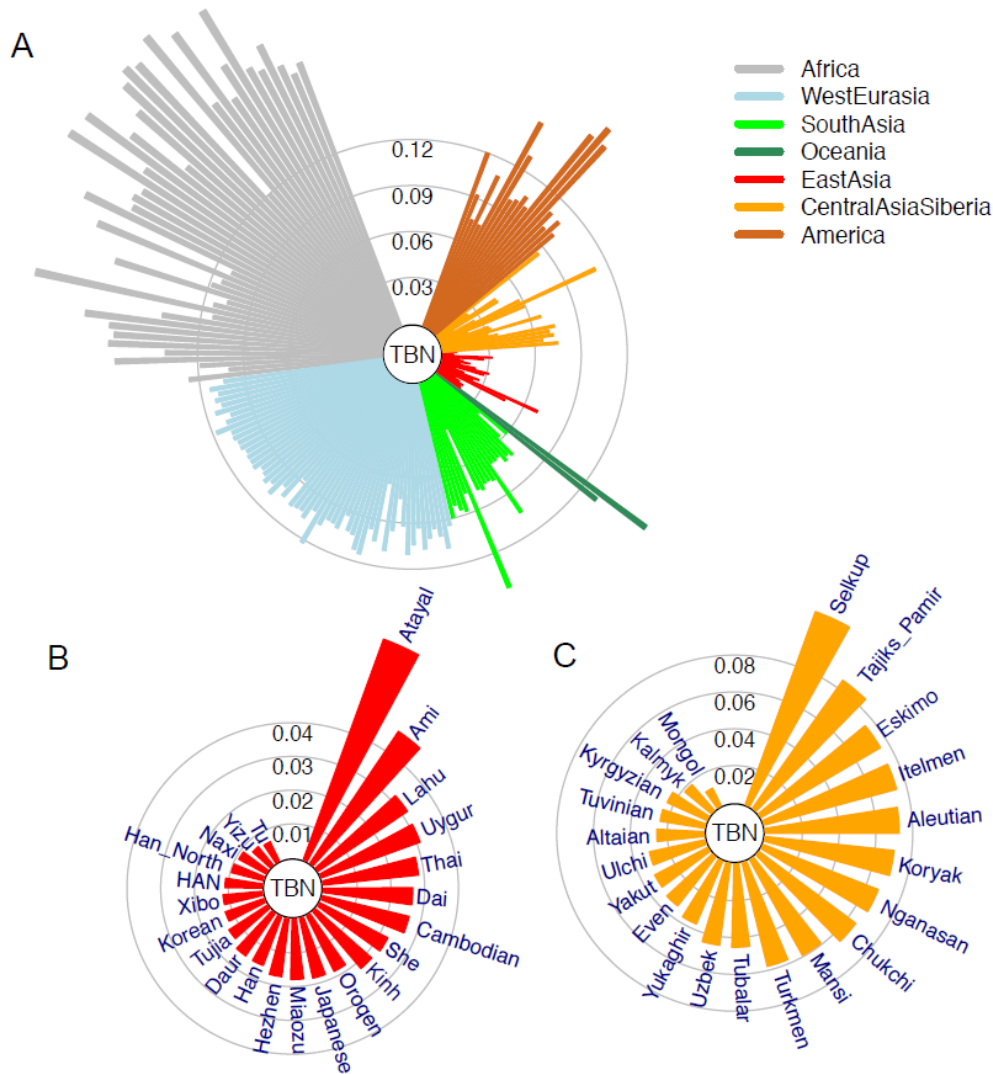 A
Africa
WestEurasia
SouthAsia
Oceania
EastAsia
CentralAsiaSiberia
America
0.12
0.09
0.06
0.03
TBN
B
Atayal
Ami
Lahu
Uygur
Thai
Dai
Cambodian
She
Kinh
Oroqen
Japanese
Miaozu
Hezhen
Han
Daur
Tujia
Korean
Xibo
HAN
Han_North
Naxi
Yizu
TU
0.04
0.03
0.02
0.01
TBN
C
Selkup
Tajiks_Pamir
Eskimo
Itelmen
Aleutian
Koryak
Nganasan
Chukchi
Mansi
Turkmen
Tubalar
Uzbek
Yukaghir
Even
Yakut
Ulchi
Altaian
Tuvinian
Kyrgyzian
Kalmyk
Mongol
0.08
0.06
0.04
0.02
TBN